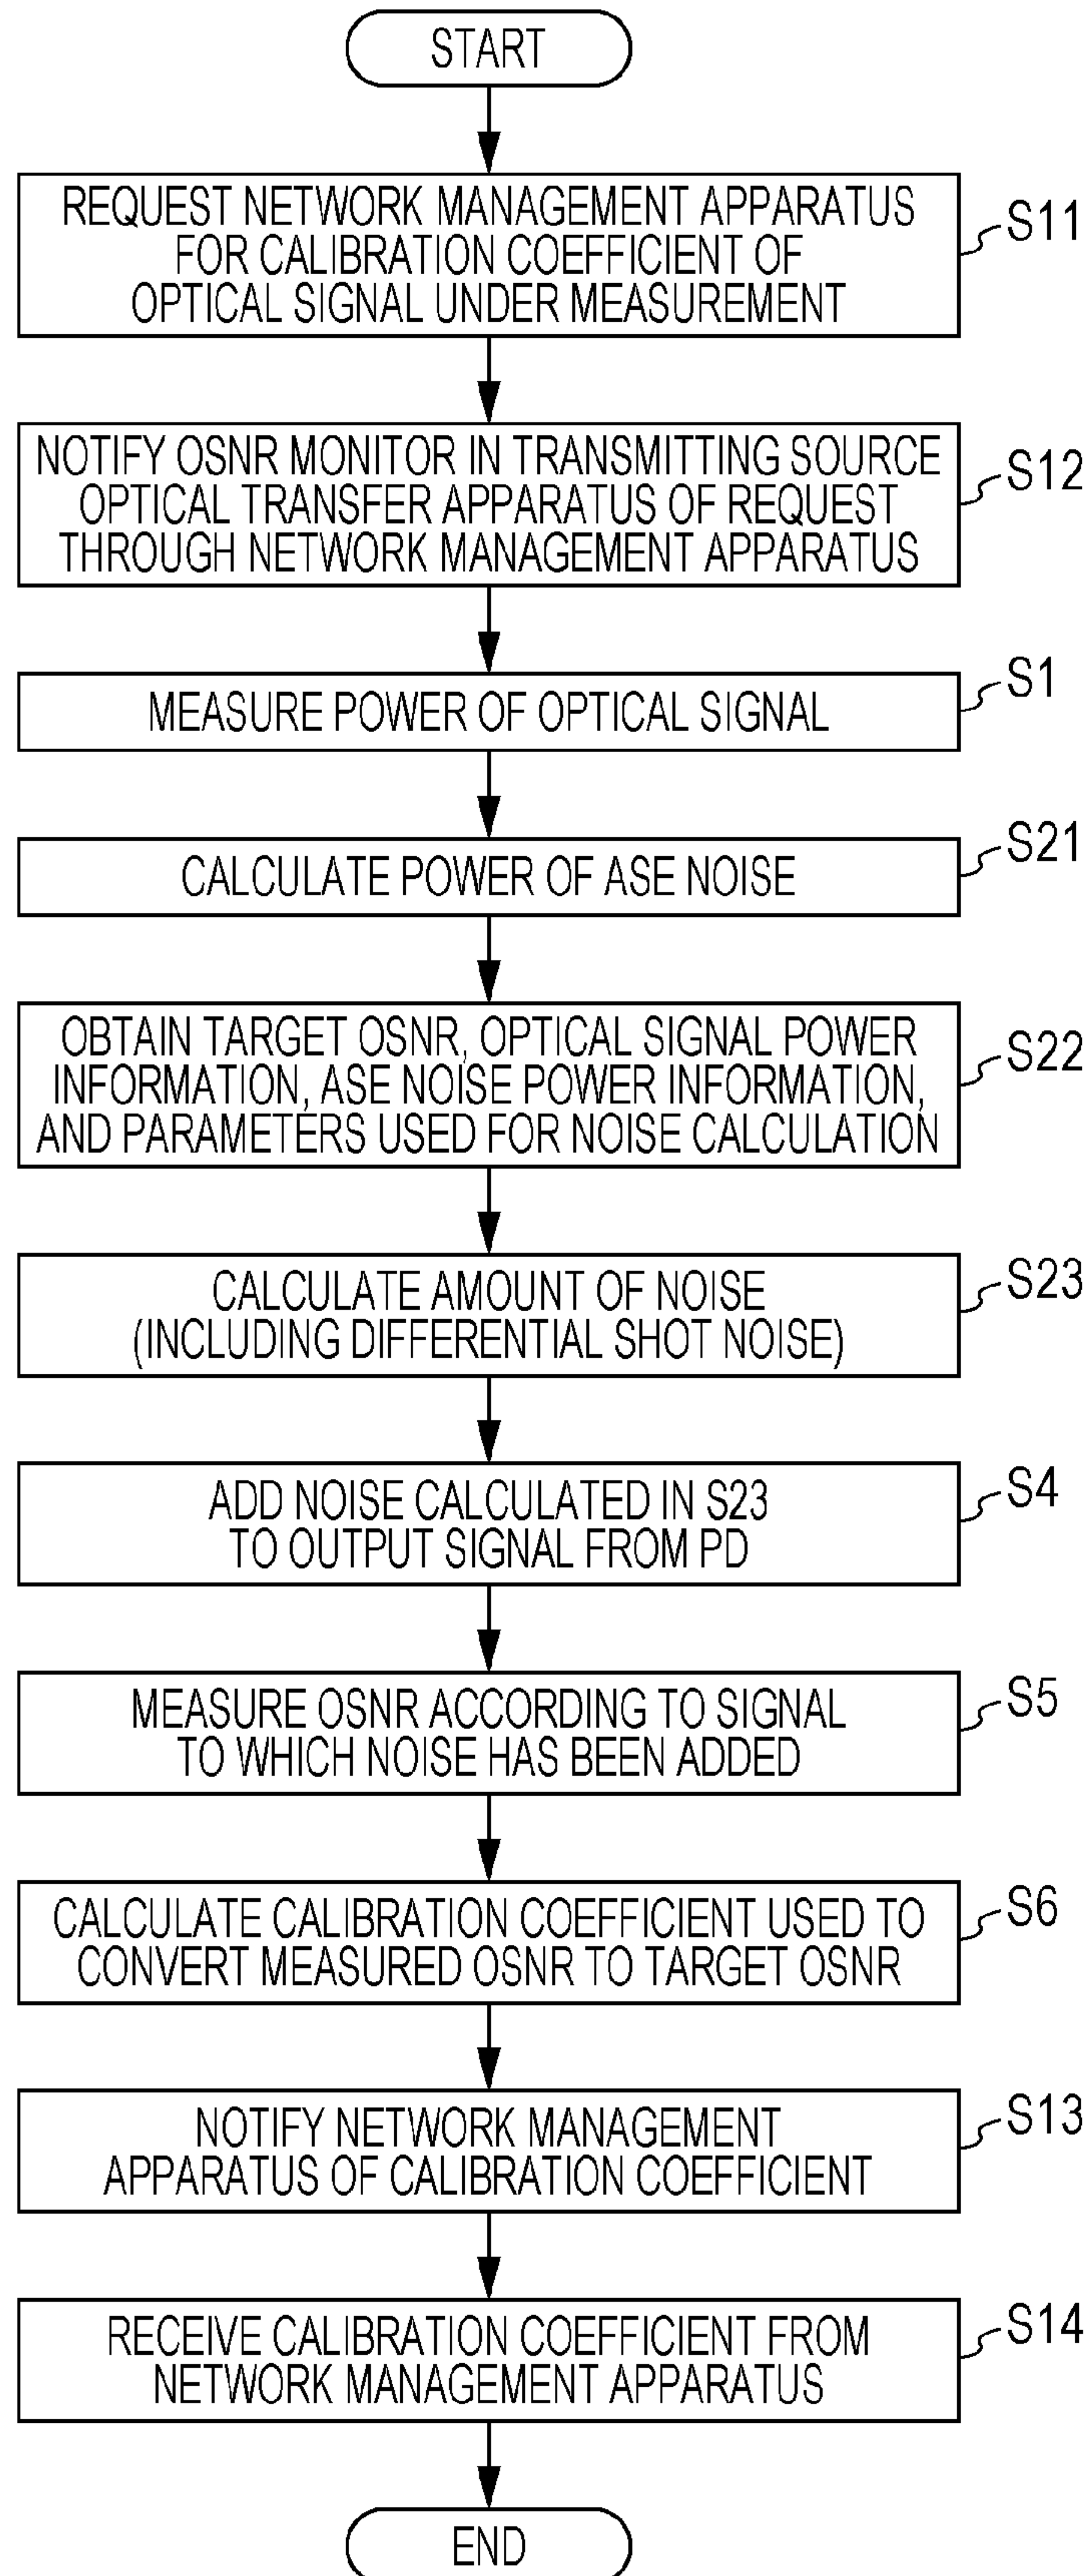 START
REQUEST NETWORK MANAGEMENT APPARATUS
FOR CALIBRATION COEFFICIENT OF
OPTICAL SIGNAL UNDER MEASUREMENT
S11
NOTIFY OSNR MONITOR IN TRANSMITTING SOURCE
OPTICAL TRANSFER APPARATUS OF REQUEST
THROUGH NETWORK MANAGEMENT APPARATUS
S12
MEASURE POWER OF OPTICAL SIGNAL
S1
CALCULATE POWER OF ASE NOISE
S21
OBTAIN TARGET OSNR, OPTICAL SIGNAL POWER
INFORMATION, ASE NOISE POWER INFORMATION,
AND PARAMETERS USED FOR NOISE CALCULATION
S22
CALCULATE AMOUNT OF NOISE
(INCLUDING DIFFERENTIAL SHOT NOISE)
S23
ADD NOISE CALCULATED IN S23
TO OUTPUT SIGNAL FROM PD
S4
MEASURE OSNR ACCORDING TO SIGNAL
TO WHICH NOISE HAS BEEN ADDED
S5
CALCULATE CALIBRATION COEFFICIENT USED TO
CONVERT MEASURED OSNR TO TARGET OSNR
S6
NOTIFY NETWORK MANAGEMENT
APPARATUS OF CALIBRATION COEFFICIENT
S13
RECEIVE CALIBRATION COEFFICIENT FROM
NETWORK MANAGEMENT APPARATUS
S14
END